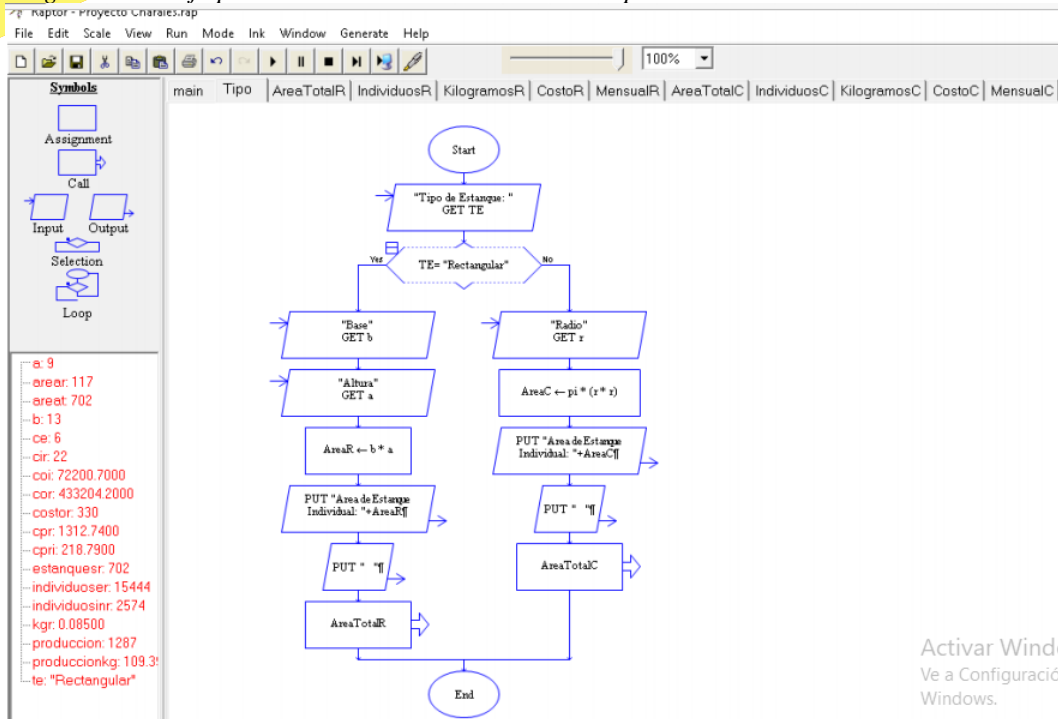 Raptor - Proyecto Charales.rap
File Edit Scale View Run Mode Ink Window Generate Help
100%
Symbols
Assignment
Call
Input Output
Selection
Loop
main Tipo AreaTotalR IndividuosR KilogramosR CostoR MensualR AreaTotalC IndividuosC KilogramosC CostoC MensualC
Start
"Tipo de Estanque: "
GET TE
Yes
TE= "Rectangular"
No
"Base"
GET b
"Altura"
GET a
AreaR ← b * a
PUT "Area de Estanque
Individual: "+AreaR¶
PUT " "¶
AreaTotalR
"Radio"
GET r
AreaC ← pi * (r * r)
PUT "Area de Estanque
Individual: "+AreaC¶
PUT " "¶
AreaTotalC
End
a: 9
arear: 117
areat: 702
b: 13
ce: 6
cir: 22
coi: 72200.7000
cor: 433204.2000
costor: 330
cpr: 1312.7400
cpri: 218.7900
estanquesr: 702
individuoser: 15444
individuosinr: 2574
kgr: 0.08500
produccion: 1287
produccionkg: 109.3
te: "Rectangular"
Activar Wind
Ve a Configuració
Windows.